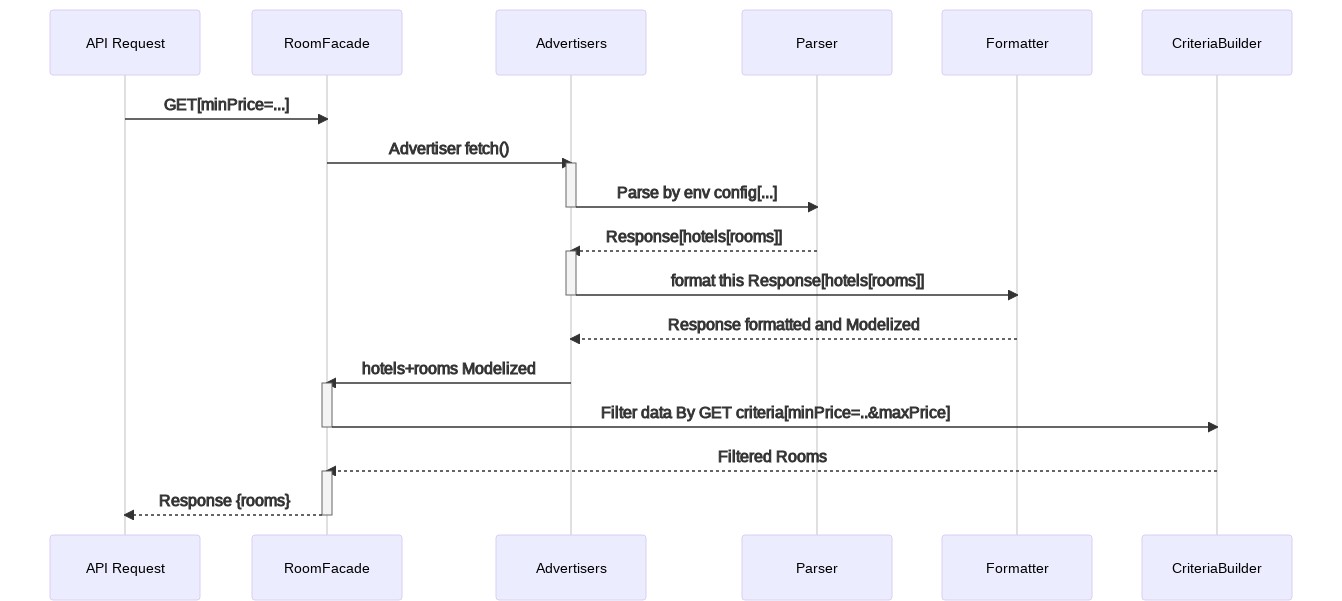 API Request
RoomFacade
Advertisers
Parser
Formatter
CriteriaBuilder
GET[minPrice=...]
Advertiser fetch()
Parse by env config[...]
Response[hotels[rooms]]
format this Response[hotels[rooms]]
Response formatted and Modelized
hotels+rooms Modelized
Filter data By GET criteria[minPrice=..&maxPrice]
Filtered Rooms
Response {rooms}
API Request
RoomFacade
Advertisers
Parser
Formatter
CriteriaBuilder